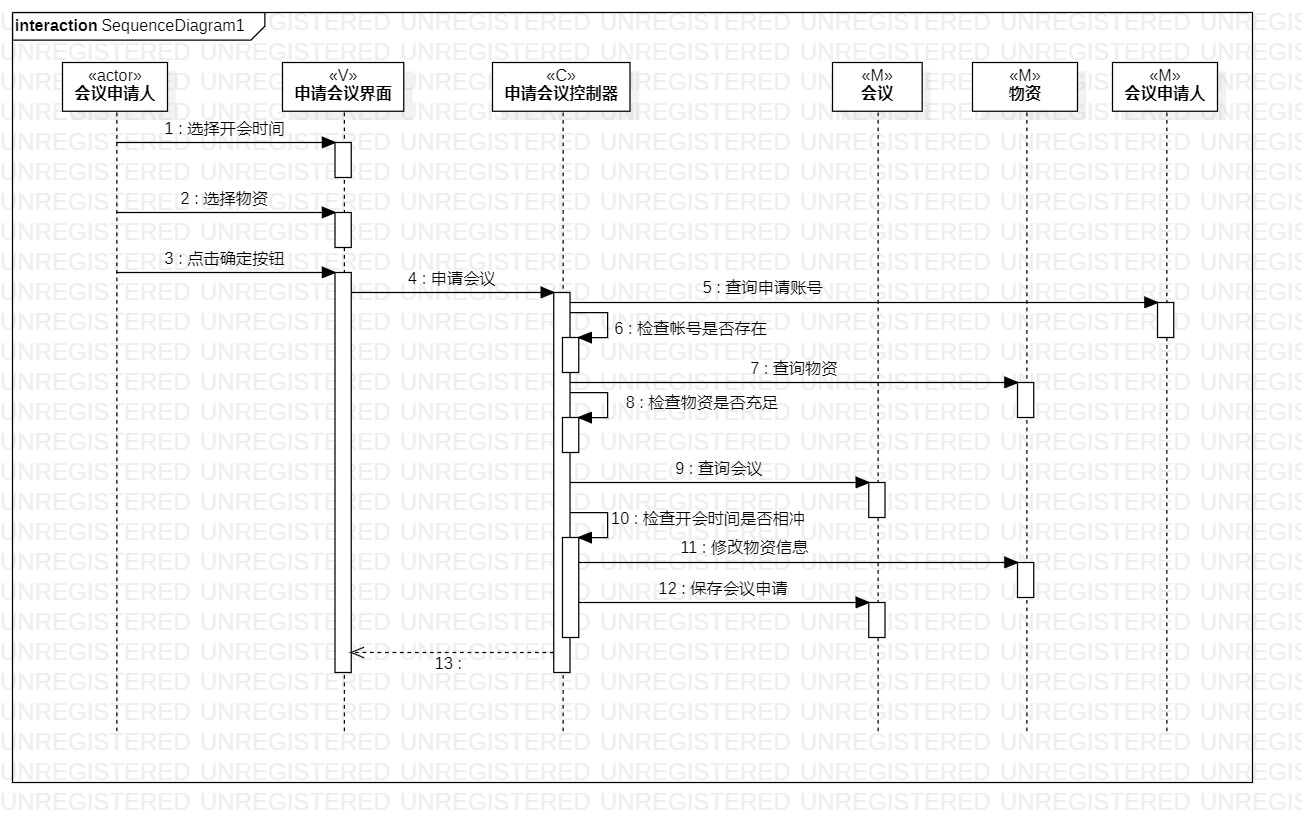 interaction SequenceDiagram1
«actor»
会议申请人
«V»
申请会议界面
«C»
申请会议控制器
«M»
会议
«M»
物资
«M»
会议申请人
1 : 选择开会时间
2 : 选择物资
3 : 点击确定按钮
4 : 申请会议
5 : 查询申请账号
6 : 检查帐号是否存在
7 : 查询物资
8 : 检查物资是否充足
9 : 查询会议
10 : 检查开会时间是否相冲
11 : 修改物资信息
12 : 保存会议申请
13 :
UNREGISTERED